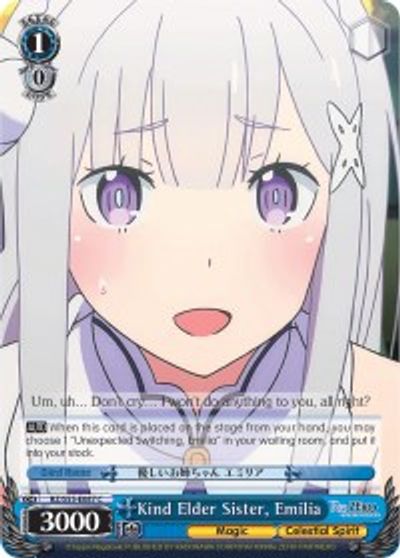 1
0
Um, uh... Don't cry... I won't do anything to you, all right?
AUTO When this card is placed on the stage from your hand, you may
choose 1 "Unexpected Switching, Emilia" in your waiting room, and put it
into your stock.
優しいお姉ちゃん エミリア
Kind Elder Sister, Emilia
3000
Magic
Celestial Spirit